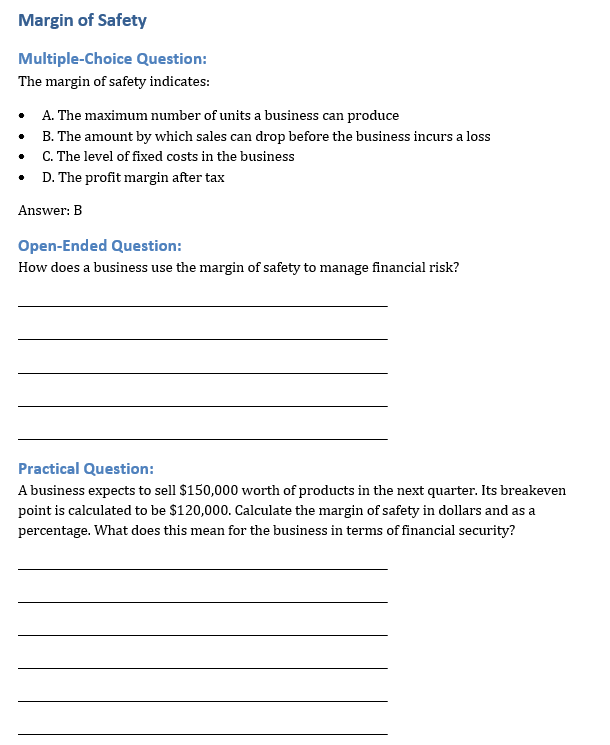 Margin of Safety
Multiple-Choice Question:
The margin of safety indicates:
• A. The maximum number of units a business can produce
• B. The amount by which sales can drop before the business incurs a loss
• C. The level of fixed costs in the business
• D. The profit margin after tax
Answer: B
Open-Ended Question:
How does a business use the margin of safety to manage financial risk?
Practical Question:
A business expects to sell $150,000 worth of products in the next quarter. Its breakeven
point is calculated to be $120,000. Calculate the margin of safety in dollars and as a
percentage. What does this mean for the business in terms of financial security?